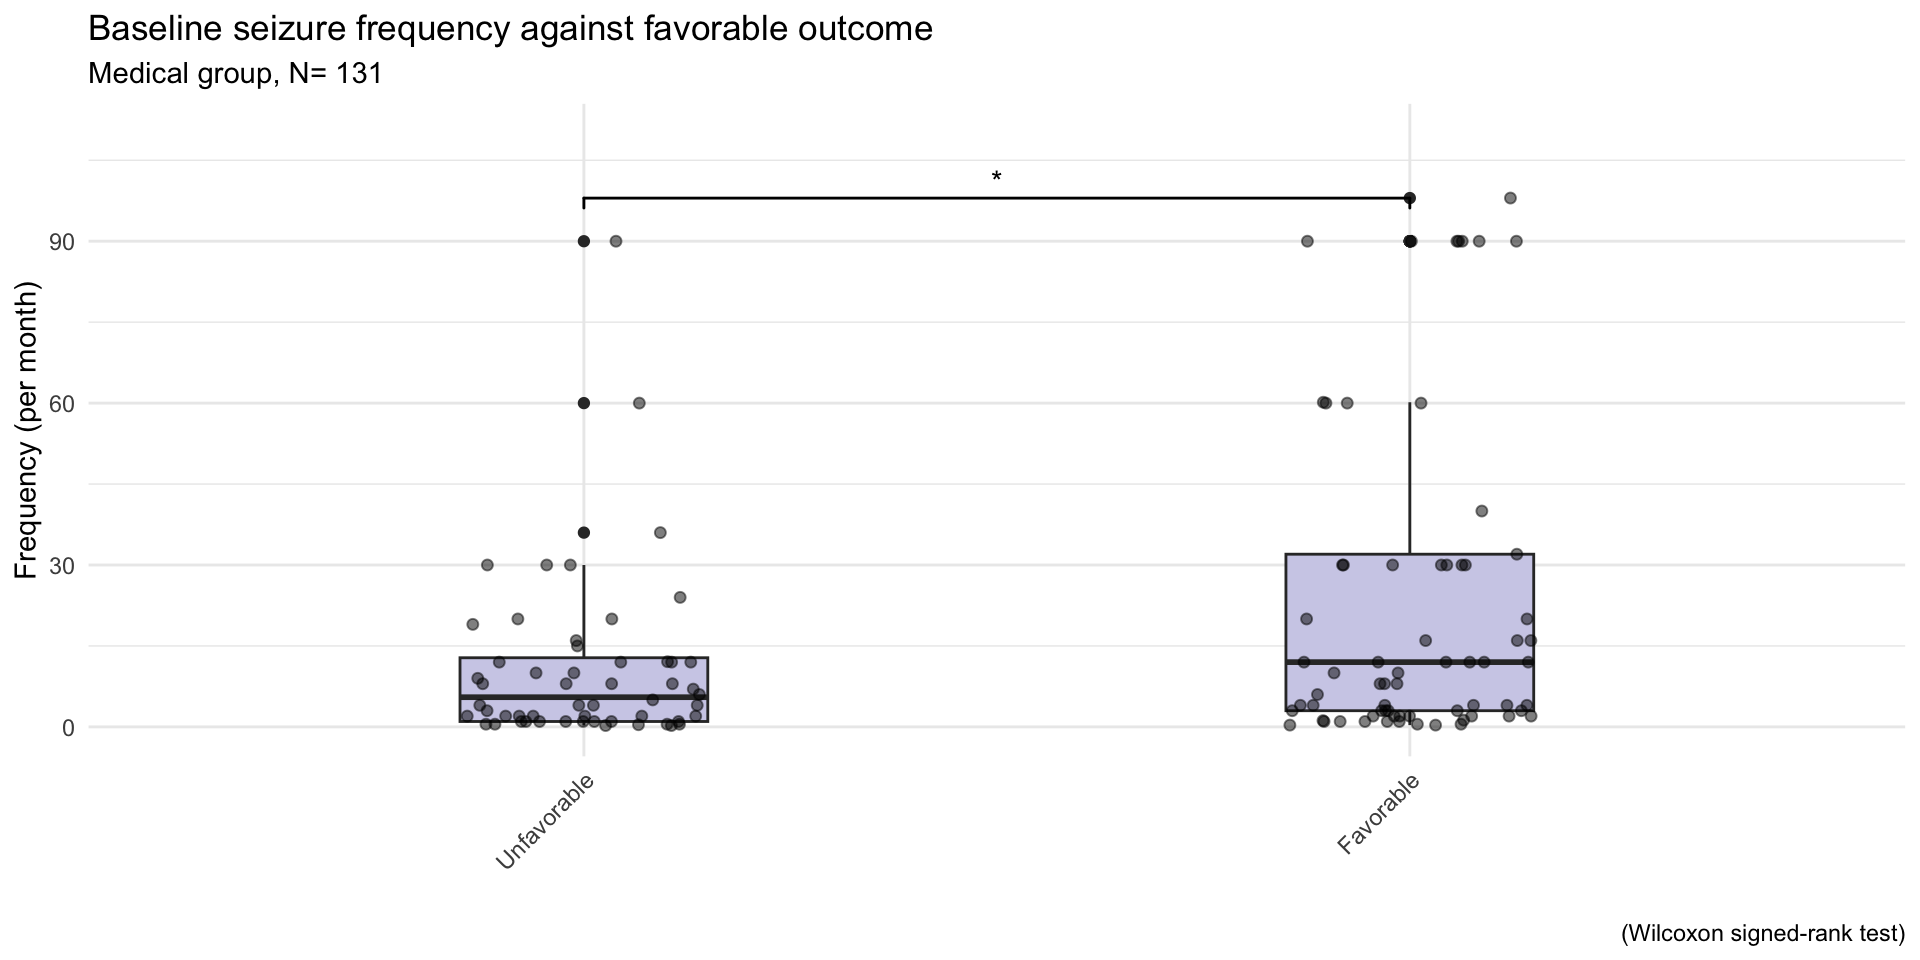 Baseline seizure frequency against favorable outcome
Medical group, N= 131
*
90
60
30
0
Frequency (per month)
Unfavorable
Favorable
(Wilcoxon signed-rank test)